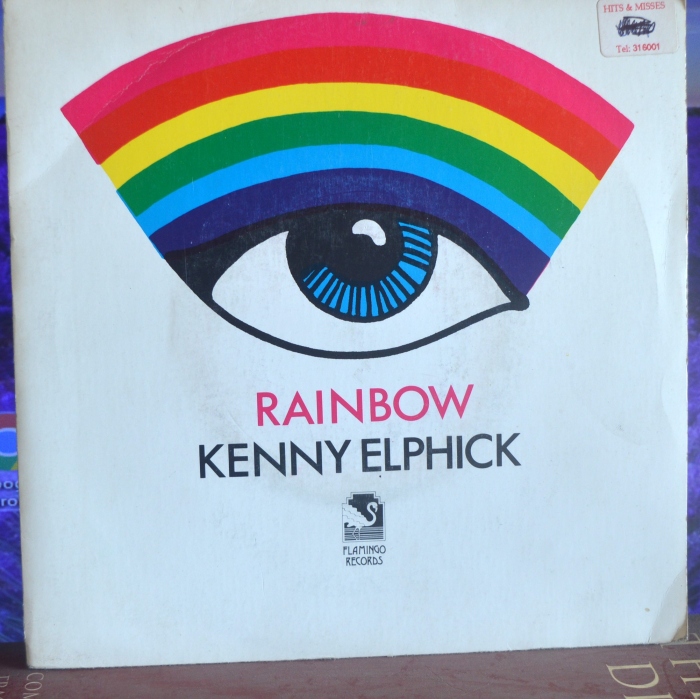 HITS & MISSES
Tel: 316001
RAINBOW
KENNY ELPHICK
FLAMINGO
RECORDS